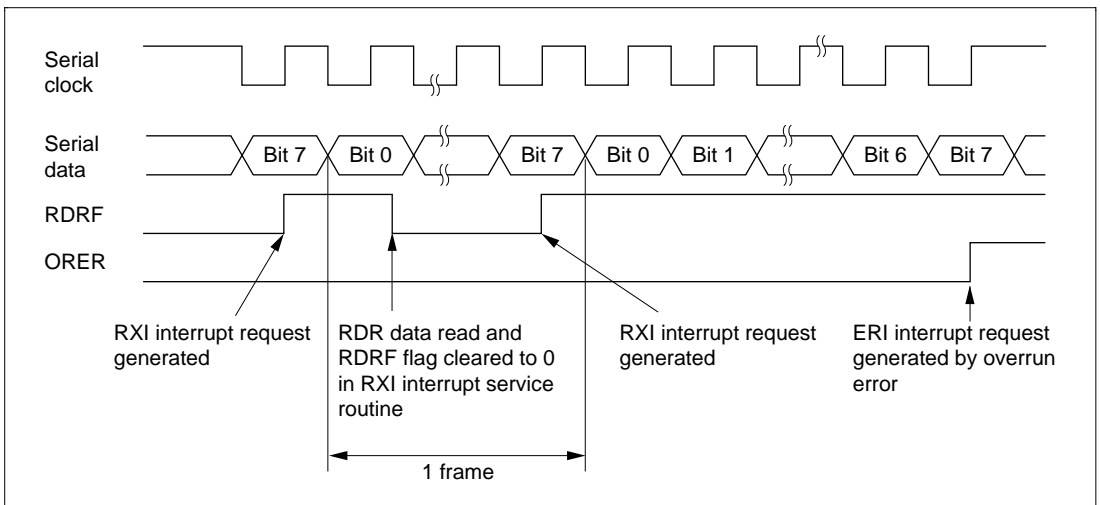 Serial
clock
Serial
data
Bit 7
Bit 0
Bit 7
Bit 0
Bit 1
Bit 6
Bit 7
RDRF
ORER
RXI interrupt request
generated
RDR data read and
RDRF flag cleared to 0
in RXI interrupt service
routine
RXI interrupt request
generated
ERI interrupt request
generated by overrun
error
1 frame